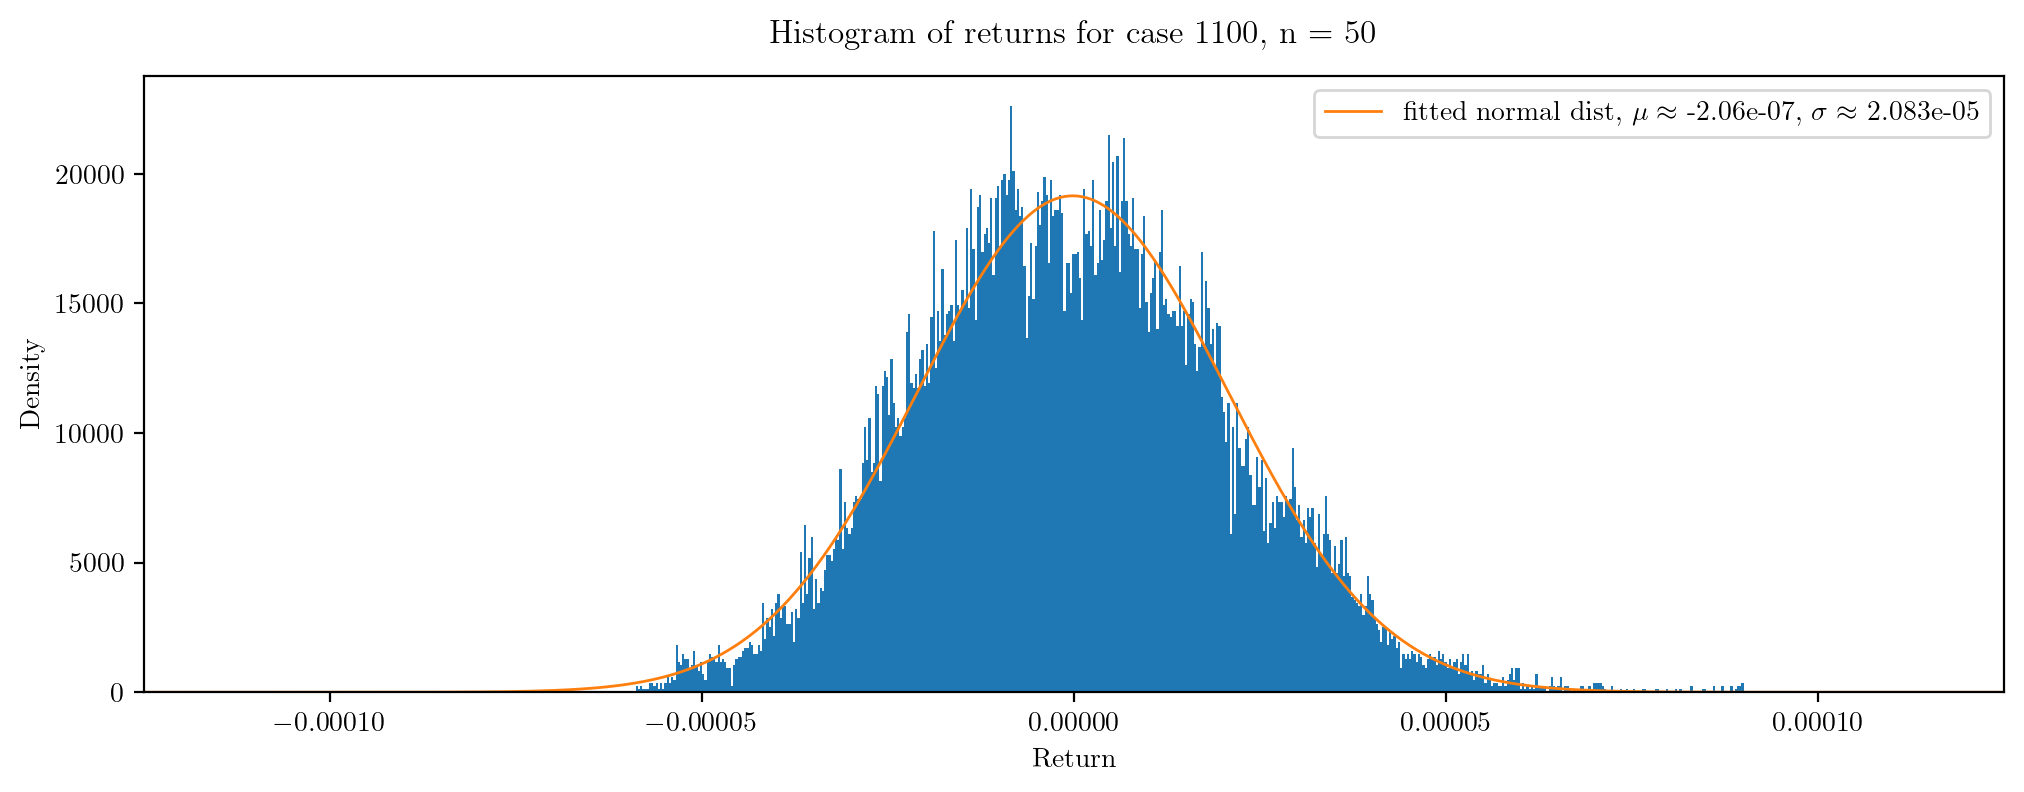 Histogram of returns for case 1100, n = 50
fitted normal dist, μ ≈ -2.06e-07, σ ≈ 2.083e-05
20000
15000
10000
5000
0
Density
−0.00010
−0.00005
0.00000
0.00005
0.00010
Return